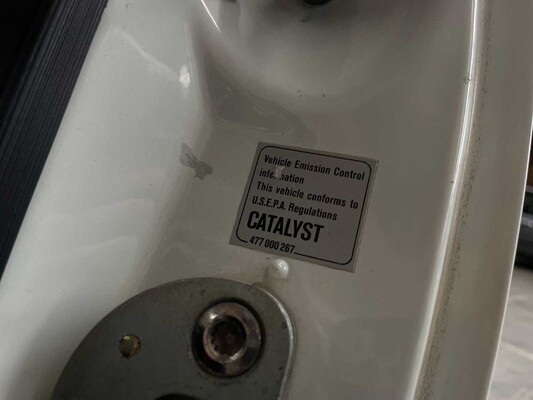 Vehicle Emission Control
information
This vehicle conforms to
U.S.E.P.A. Regulations
CATALYST
477 000 267